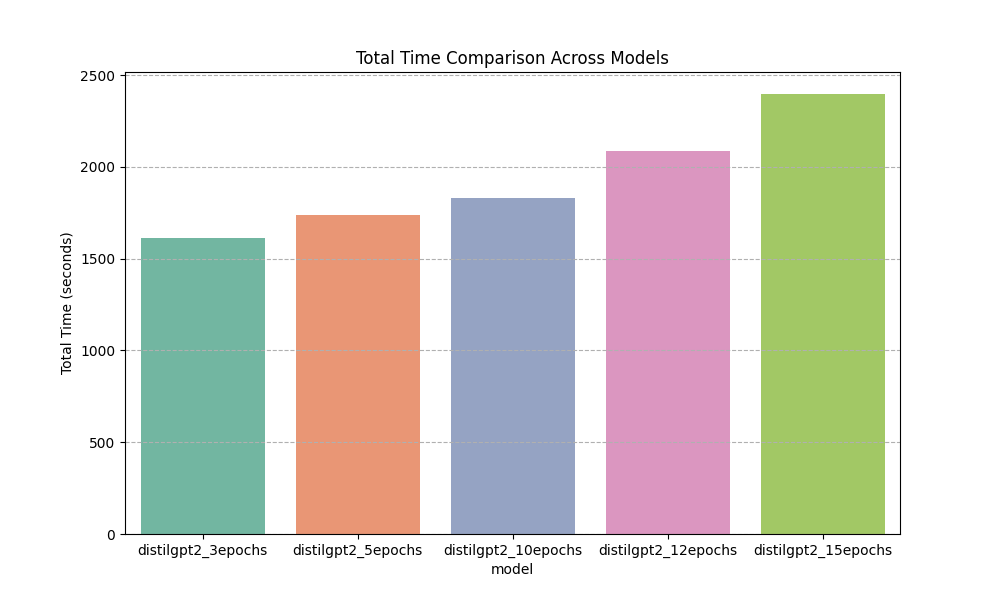 Total Time Comparison Across Models
Total Time (seconds)
2500
2000
1500
1000
500
0
distilgpt2_3epochs distilgpt2_5epochs distilgpt2_10epochs distilgpt2_12epochs distilgpt2_15epochs
model